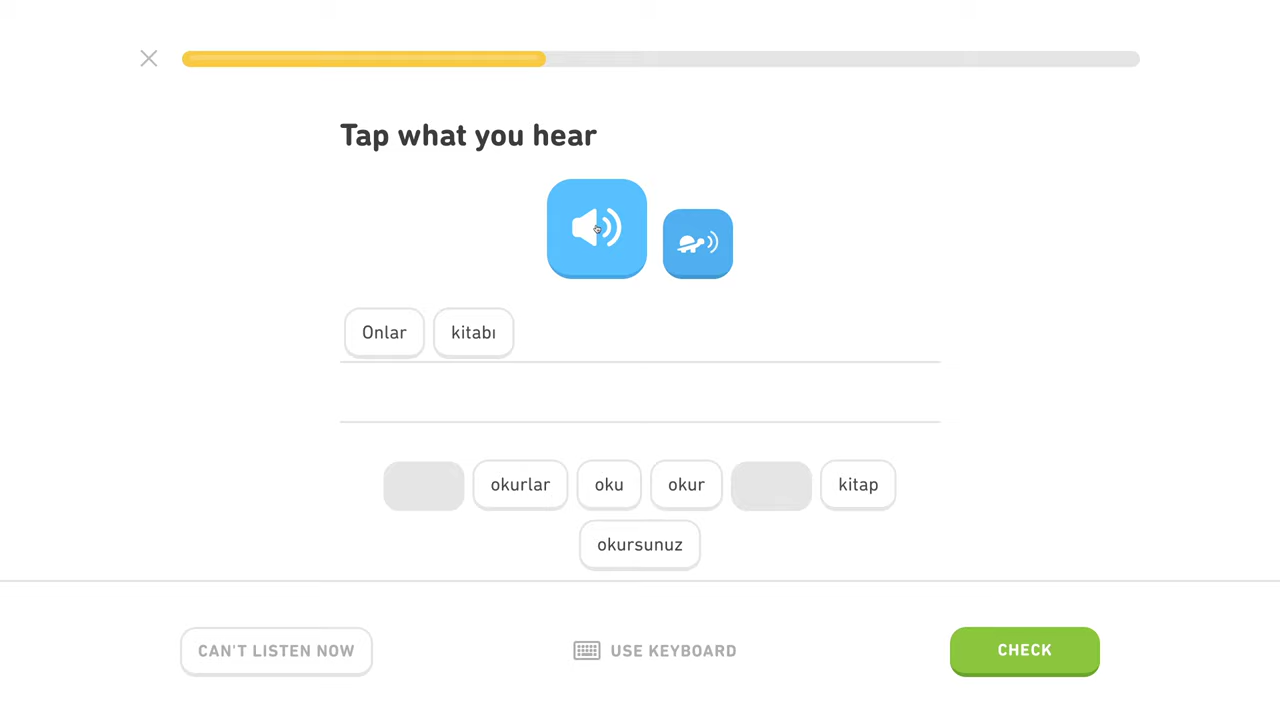 Tap what you hear
Onlar kitabı
okurlar oku okur kitap
okursunuz
CAN'T LISTEN NOW USE KEYBOARD CHECK